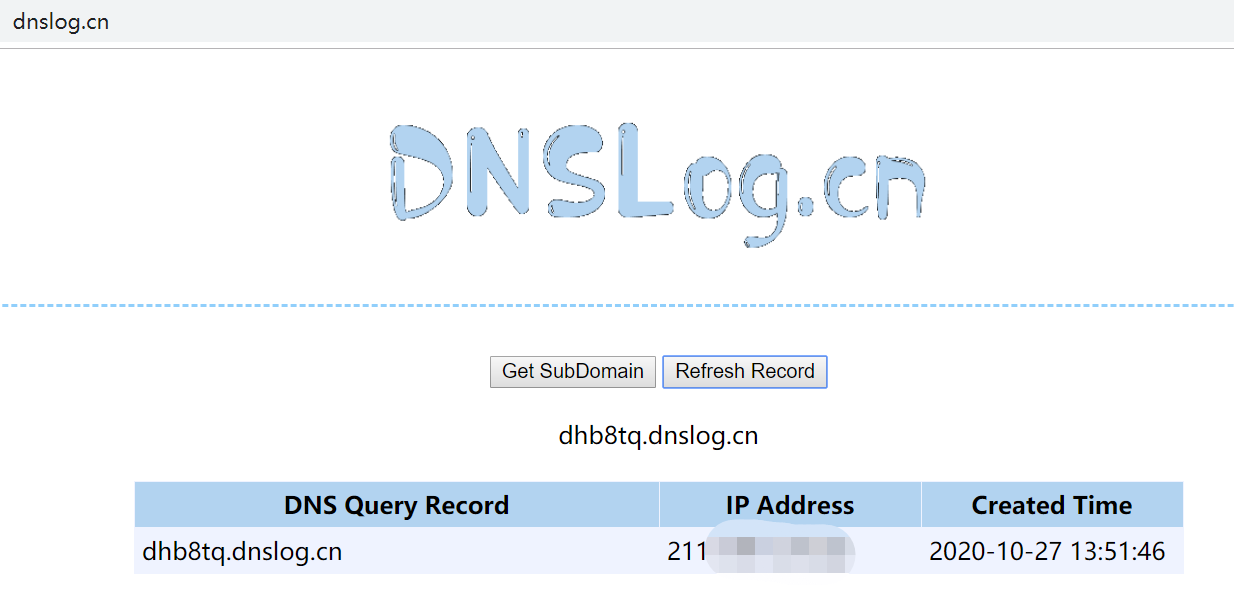 dnslog.cn
DNSLog.cn
Get SubDomain Refresh Record
dhb8tq.dnslog.cn
DNS Query Record IP Address Created Time
dhb8tq.dnslog.cn 211 2020-10-27 13:51:46